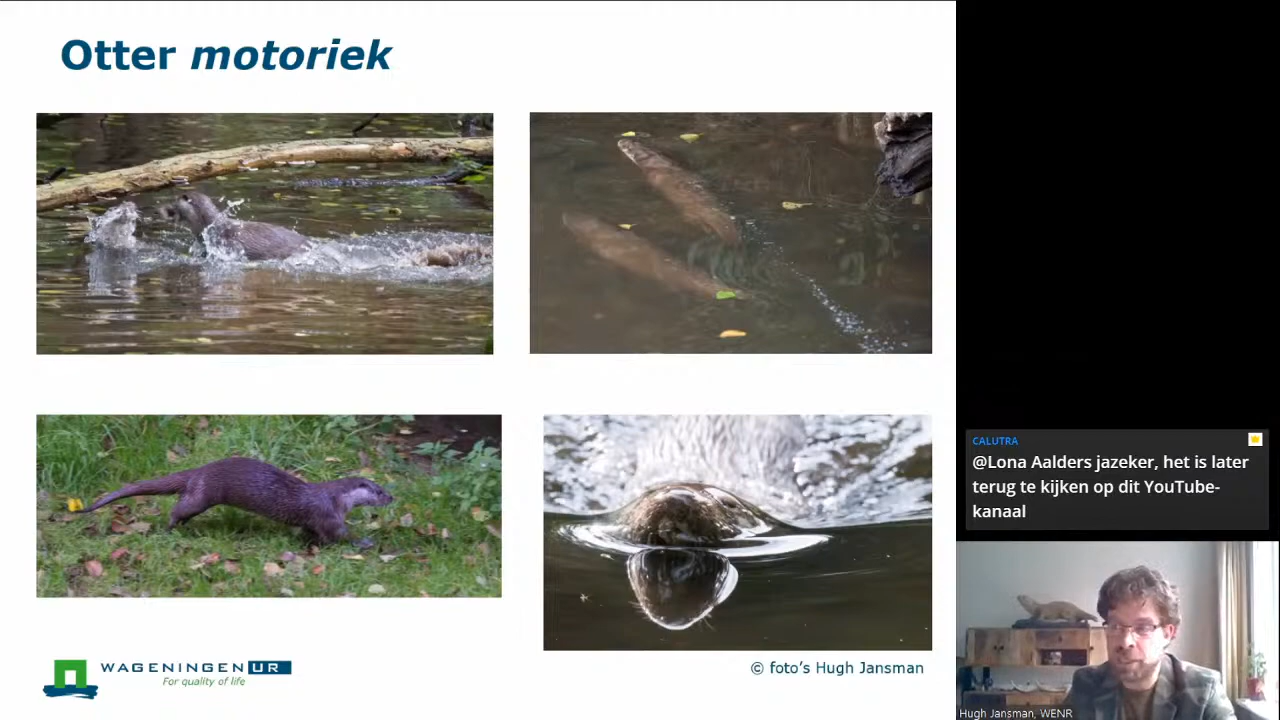 Otter motoriek
WAGENINGEN UR
For quality of life
© foto's Hugh Jansman
CALUTRA
@Lona Aalders jazeker, het is later
terug te kijken op dit YouTube-
kanaal
Hugh Jansman, WENR